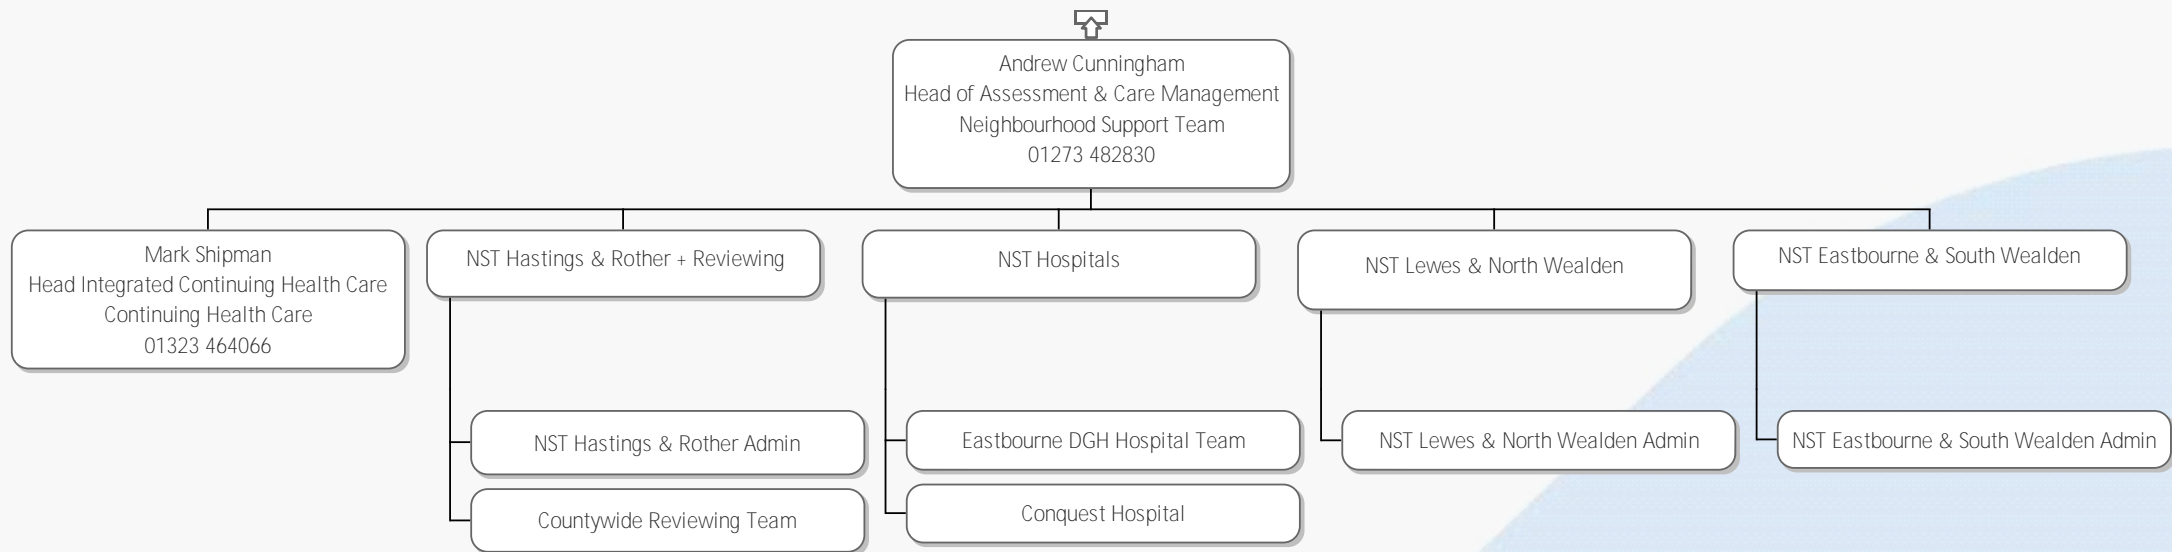 Andrew Cunningham
Head of Assessment & Care Management
Neighbourhood Support Team
01273 482830
Mark Shipman
Head Integrated Continuing Health Care
Continuing Health Care
01323 464066
NST Hastings & Rother + Reviewing
NST Hospitals
NST Lewes & North Wealden
NST Eastbourne & South Wealden
NST Hastings & Rother Admin
Eastbourne DGH Hospital Team
NST Lewes & North Wealden Admin
NST Eastbourne & South Wealden Admin
Countywide Reviewing Team
Conquest Hospital